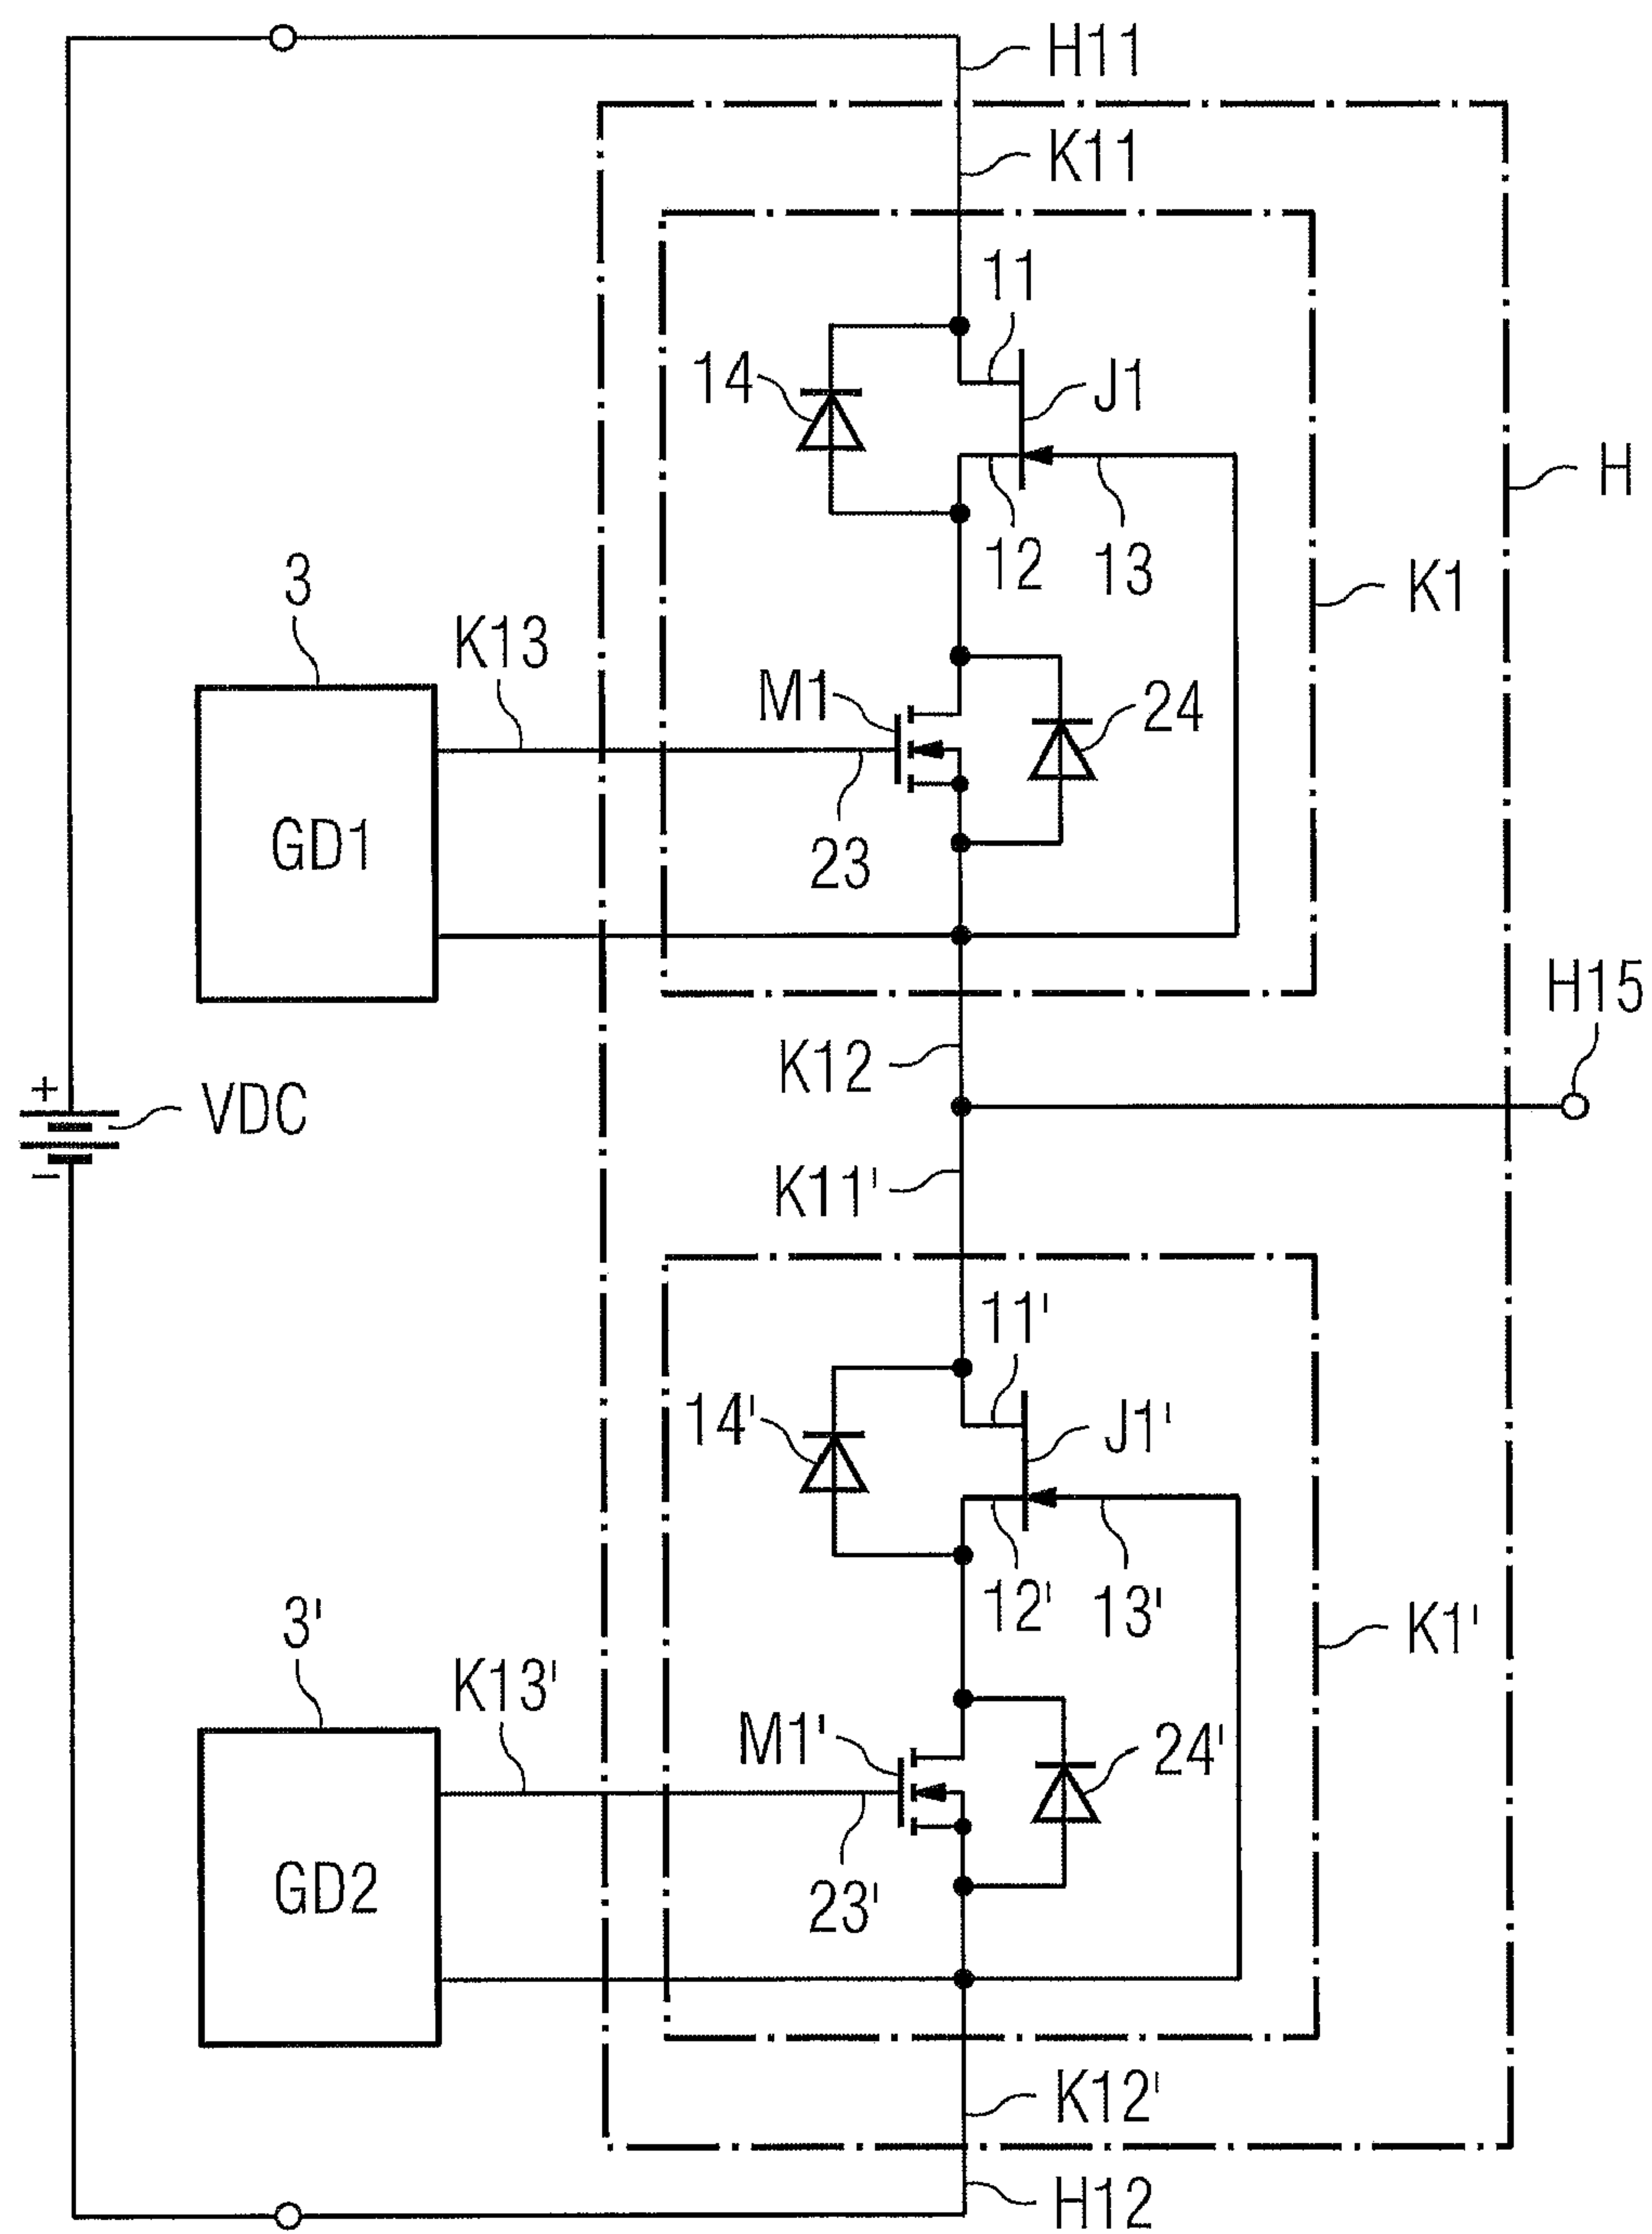 H11
K11
11
14
J1
H
12
13
K1
3
K13
M1
24
23
GD1
H15
K12
+
VDC
−
K11'
11'
14'
J1'
12'
13'
3'
K1'
K13'
M1'
24'
GD2
23'
K12'
H12